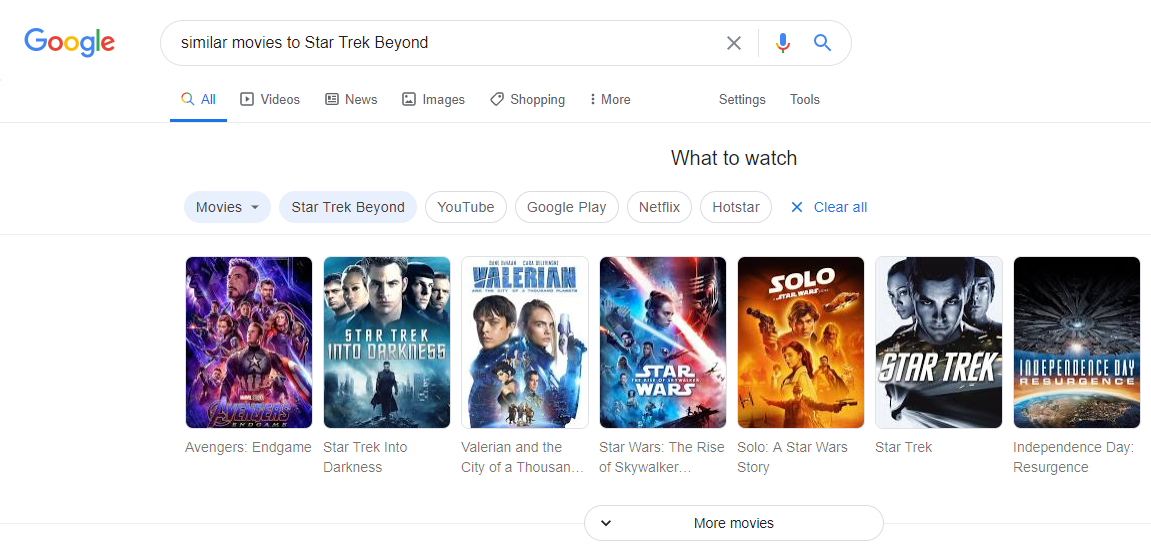 Google
similar movies to Star Trek Beyond
All Videos News Images Shopping More Settings Tools
What to watch
Movies Star Trek Beyond YouTube Google Play Netflix Hotstar Clear all
MARVEL STUDIOS
AVENGERS
ENDGAME
STAR TREK
INTO DARKNESS
DANE DEHAAN CARA DELEVINGNE
VALERIAN
AND THE CITY OF A THOUSAND PLANETS
STAR
THE RISE OF SKYWALKER
WARS
SOLO
A STAR WARS STORY
STAR TREK
INDEPENDENCE DAY
RESURGENCE
Avengers: Endgame
Star Trek Into
Darkness
Valerian and the
City of a Thousan...
Star Wars: The Rise
of Skywalker...
Solo: A Star Wars
Story
Star Trek
Independence Day:
Resurgence
More movies